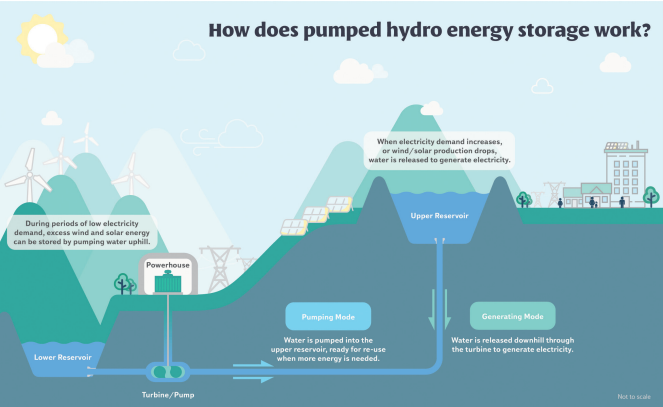 How does pumped hydro energy storage work?
When electricity demand increases,
or wind/solar production drops,
water is released to generate electricity.
During periods of low electricity
demand, excess wind and solar energy
can be stored by pumping water uphill.
Upper Reservoir
Powerhouse
Pumping Mode
Water is pumped into the
upper reservoir, ready for re-use
when more energy is needed.
Generating Mode
Water is released downhill through
the turbine to generate electricity.
Lower Reservoir
Turbine/Pump
Not to scale